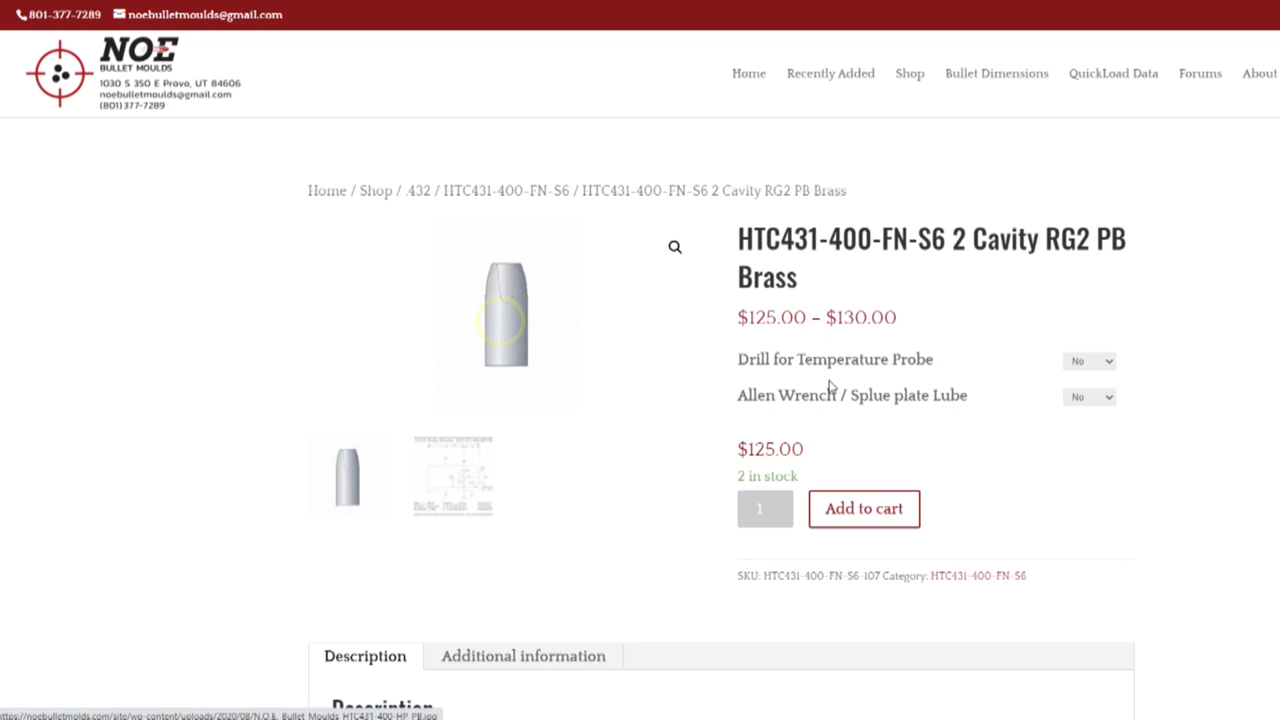 801-377-7289 noebulletmoulds@gmail.com
NOE
BULLET MOULDS
1030 S 350 E Provo, UT 84606
noebulletmoulds@gmail.com
(801)377-7289
Home Recently Added Shop Bullet Dimensions QuickLoad Data Forums About
Home / Shop / .432 / HTC431-400-FN-S6 / HTC431-400-FN-S6 2 Cavity RG2 PB Brass
HTC431-400-FN-S6 2 Cavity RG2 PB
Brass
$125.00 – $130.00
Drill for Temperature Probe No
Allen Wrench / Splue plate Lube No
$125.00
2 in stock
1 Add to cart
SKU: HTC431-400-FN-S6-107 Category: HTC431-400-FN-S6
Description Additional information
Description
https://noebulletmolds.com/site/wp-content/uploads/2020/08/N.O.E._Bullet_Moulds_HTC431-400-HP_PB.jpg